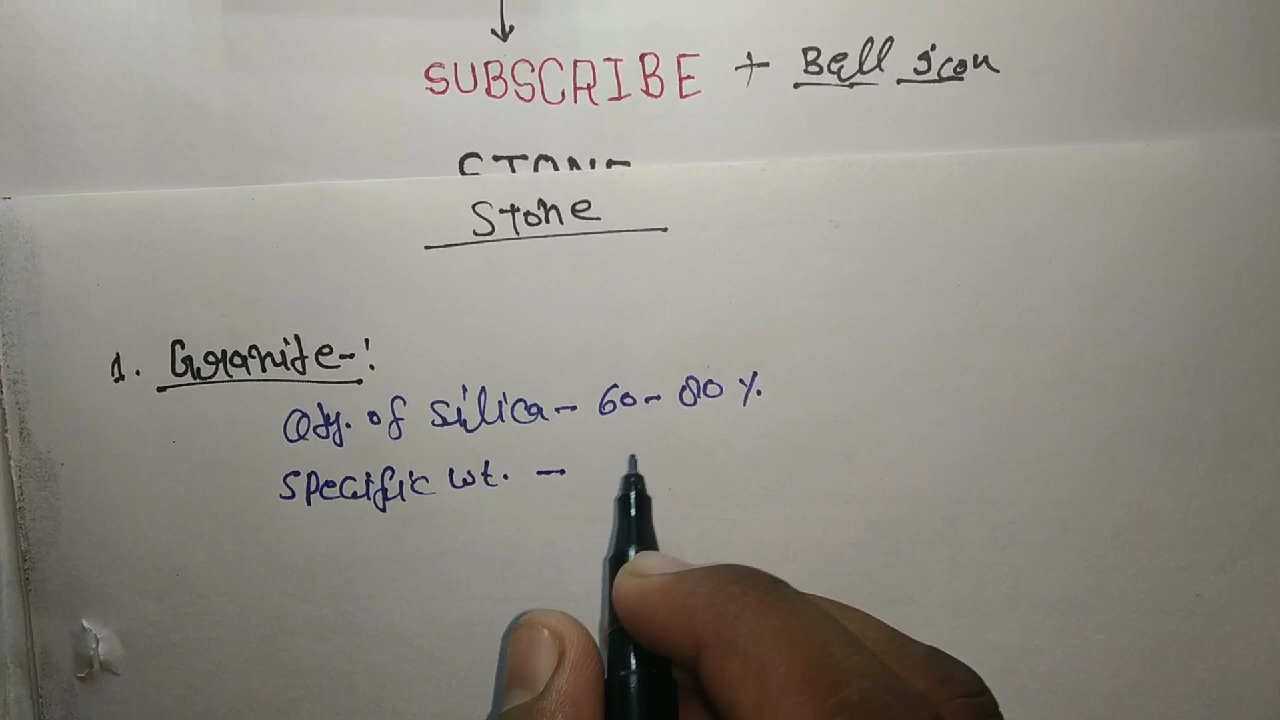 SUBSCRIBE + Bell icon
Stone
1. Granite-:
Qty. of silica - 60 - 80 %.
Specific wt. -